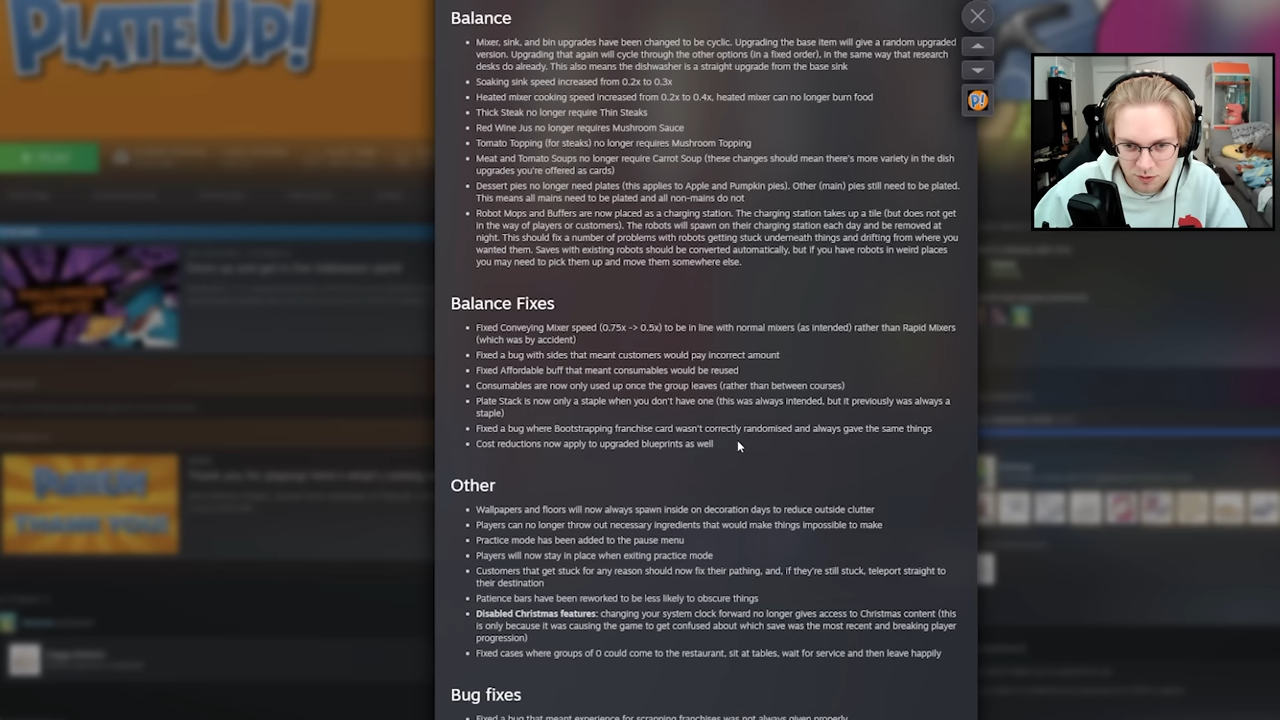 PLATEUP!
Balance
Mixer, sink, and bin upgrades have been changed to be cyclic. Upgrading the base item will give a random upgraded
version. Upgrading that again will cycle through the other options (in a fixed order), in the same way that research
desks do already. This also means the dishwasher is a straight upgrade from the base sink
Soaking sink speed increased from 0.2x to 0.3x
Heated mixer cooking speed increased from 0.2x to 0.4x, heated mixer can no longer burn food
Thick Steak no longer require Thin Steaks
Red Wine Jus no longer requires Mushroom Sauce
Tomato Topping (for steaks) no longer requires Mushroom Topping
Meat and Tomato Soups no longer require Carrot Soup (these changes should mean there's more variety in the dish
upgrades you're offered as cards)
Dessert pies no longer need plates (this applies to Apple and Pumpkin pies). Other (main) pies still need to be plated.
This means all mains need to be plated and all non-mains do not
Robot Mops and Buffers are now placed as a charging station. The charging station takes up a tile (but does not get
in the way of players or customers). The robots will spawn on their charging station each day and be removed at
night. This should fix a number of problems with robots getting stuck underneath things and drifting from where you
wanted them. Saves with existing robots should be converted automatically, but if you have robots in weird places
you may need to pick them up and move them somewhere else.
Balance Fixes
Fixed Conveying Mixer speed (0.75x -> 0.5x) to be in line with normal mixers (as intended) rather than Rapid Mixers
(which was by accident)
Fixed a bug with sides that meant customers would pay incorrect amount
Fixed Affordable buff that meant consumables would be reused
Consumables are now only used up once the group leaves (rather than between courses)
Plate Stack is now only a staple when you don't have one (this was always intended, but it previously was always a
staple)
Fixed a bug where Bootstrapping franchise card wasn't correctly randomised and always gave the same things
Cost reductions now apply to upgraded blueprints as well
Other
Wallpapers and floors will now always spawn inside on decoration days to reduce outside clutter
Players can no longer throw out necessary ingredients that would make things impossible to make
Practice mode has been added to the pause menu
Players will now stay in place when exiting practice mode
Customers that get stuck for any reason should now fix their pathing, and, if they're still stuck, teleport straight to
their destination
Patience bars have been reworked to be less likely to obscure things
Disabled Christmas features: changing your system clock forward no longer gives access to Christmas content (this
is only because it was causing the game to get confused about which save was the most recent and breaking player
progression)
Fixed cases where groups of 0 could come to the restaurant, sit at tables, wait for service and then leave happily
Bug fixes
Fixed a bug that meant experience for scrapping franchises was not always given properly